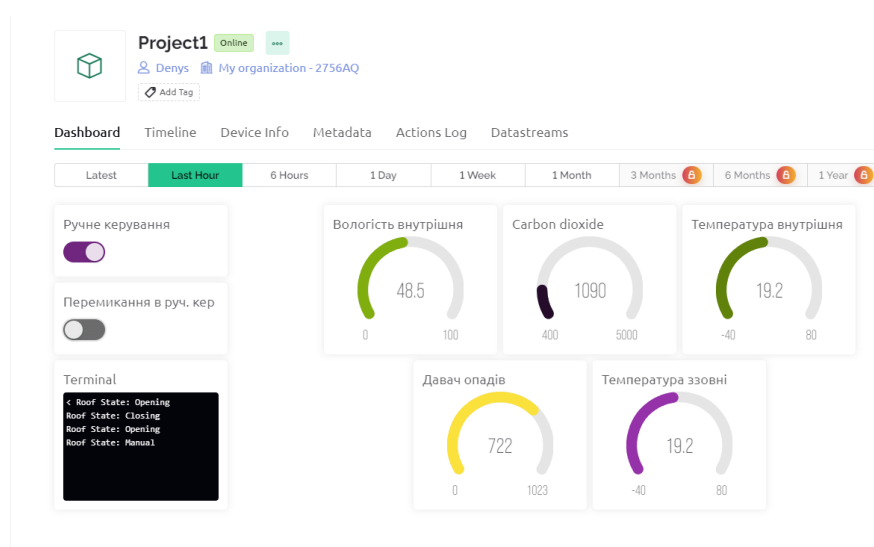 Project1 Online
Denys My organization - 2756AQ
Add Tag
Dashboard Timeline Device Info Metadata Actions Log Datastreams
Latest Last Hour 6 Hours 1 Day 1 Week 1 Month 3 Months 6 Months 1 Year
Ручне керування
Вологість внутрішня
48.5
0 100
Carbon dioxide
1090
400 5000
Температура внутрішня
19.2
-40 80
Перемикання в руч. кер
Terminal
< Roof State: Opening
Roof State: Closing
Roof State: Opening
Roof State: Manual
Давач опадів
722
0 1023
Температура ззовні
19.2
-40 80